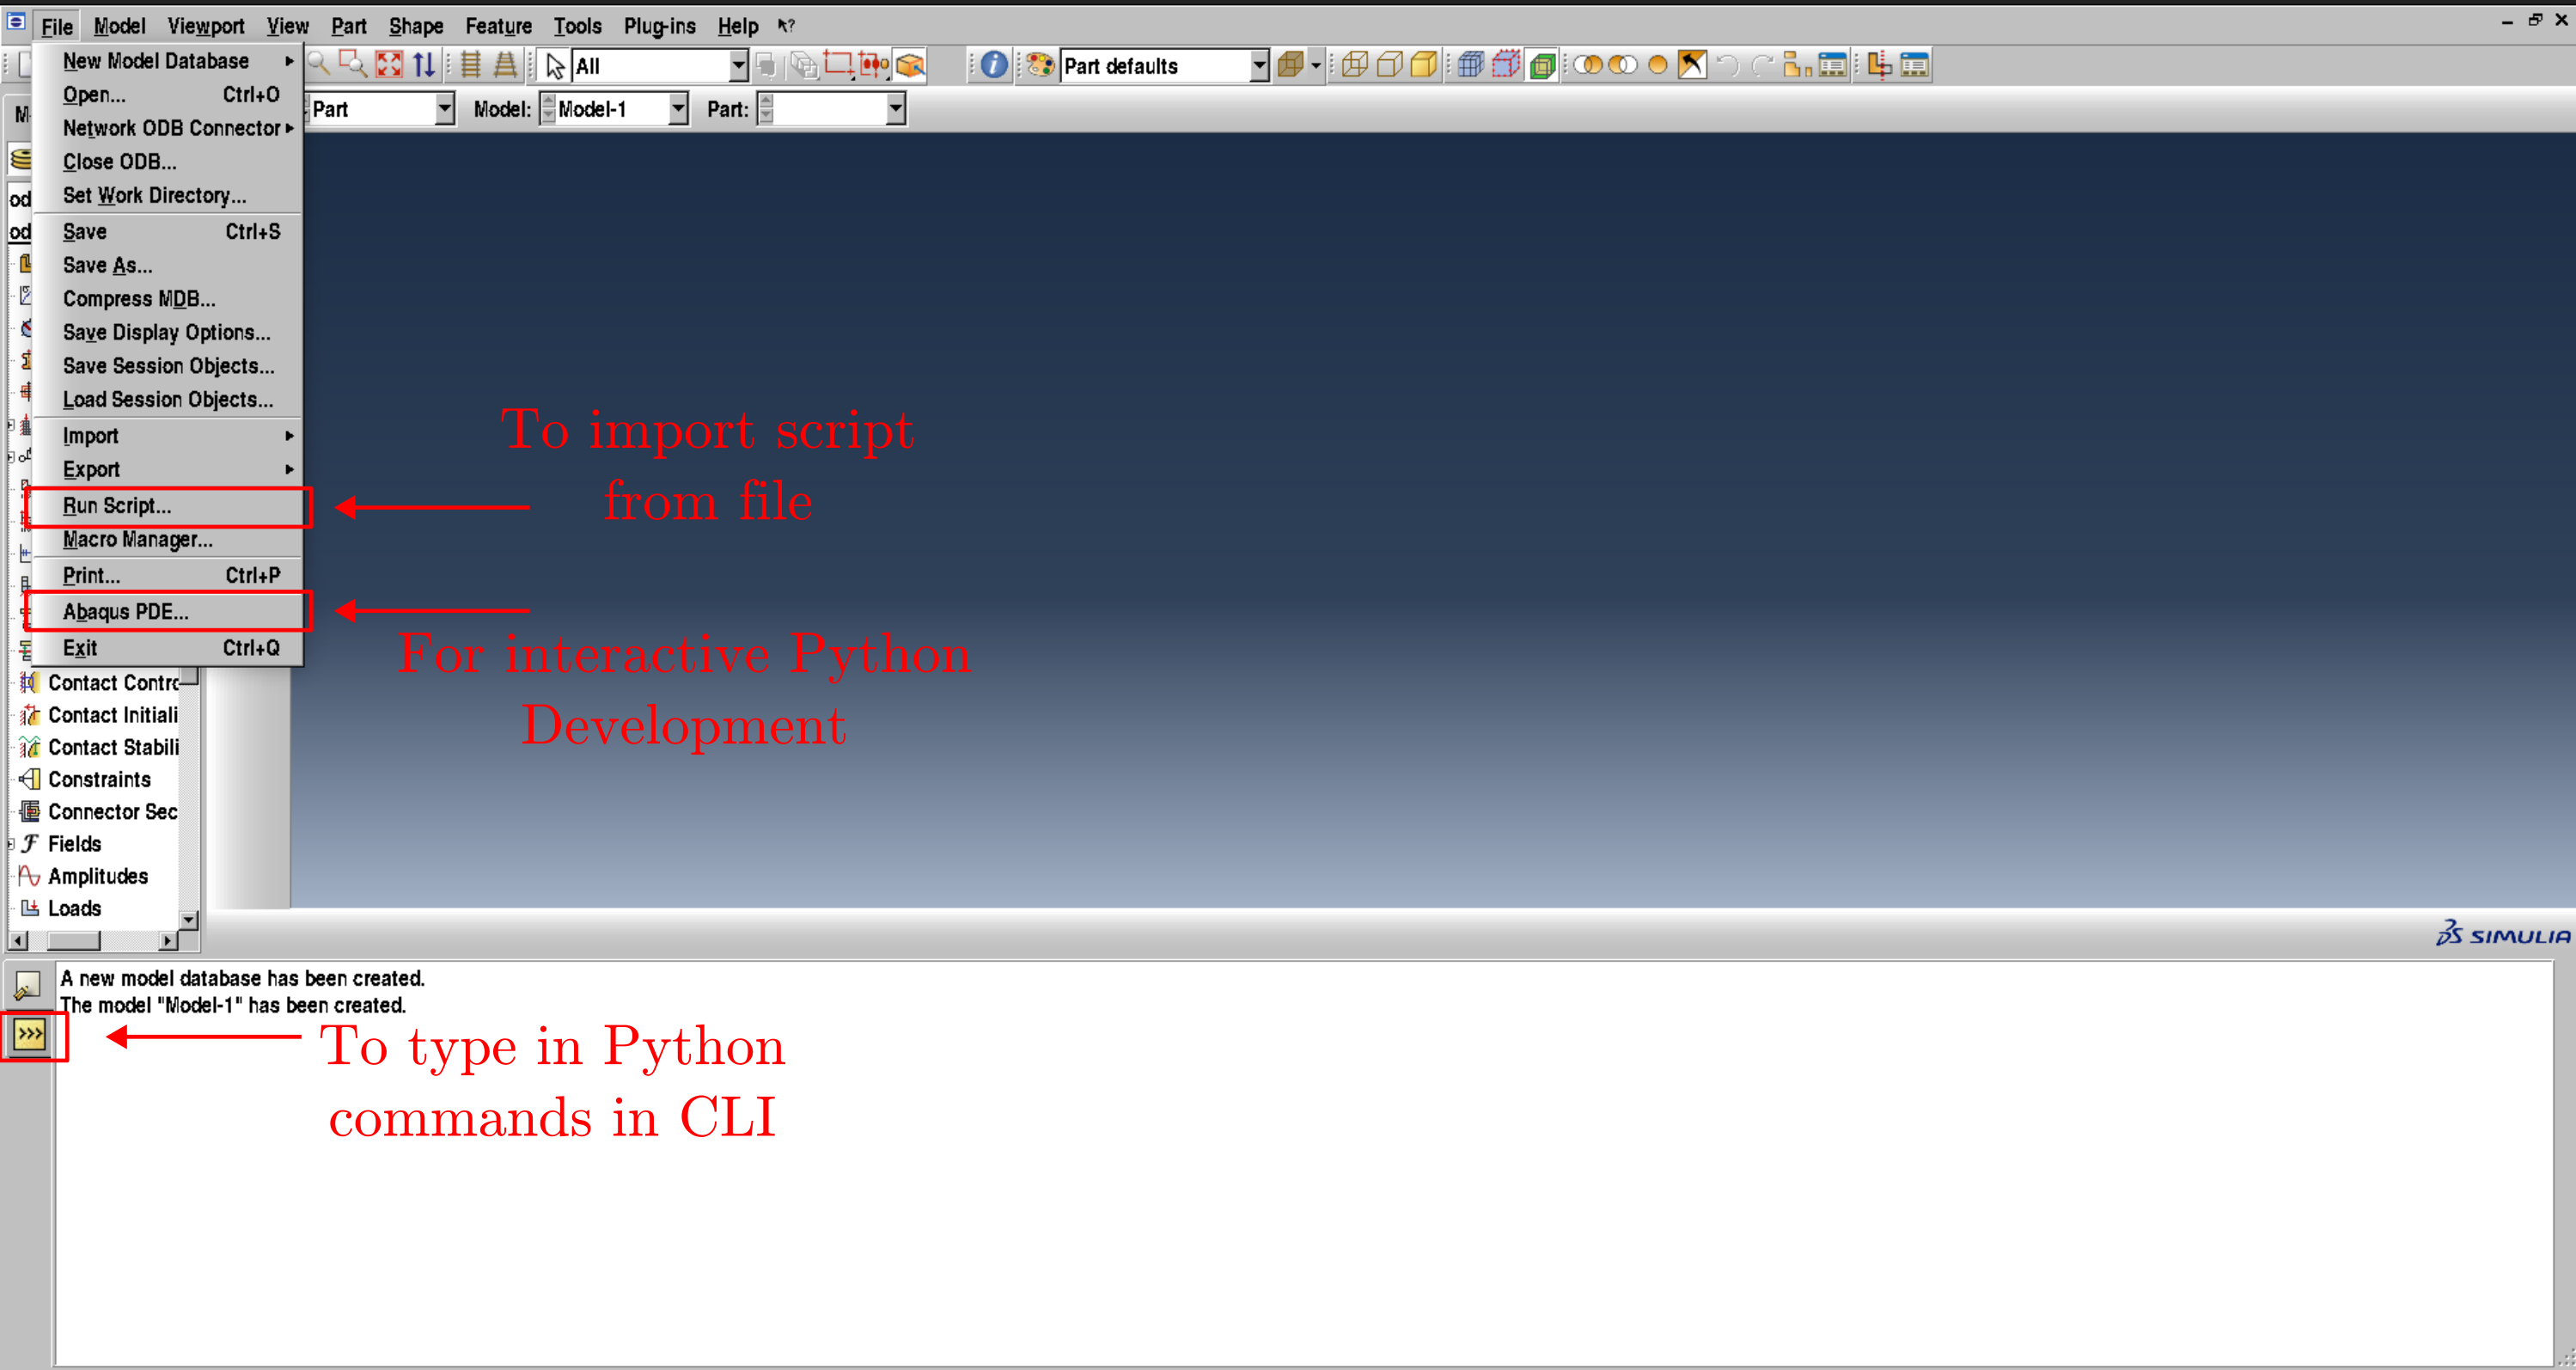 File Model Viewport View Part Shape Feature Tools Plug-ins Help
New Model Database
Open... Ctrl+O
Network ODB Connector
Close ODB...
Set Work Directory...
Save Ctrl+S
Save As...
Compress MDB...
Save Display Options...
Save Session Objects...
Load Session Objects...
Import
Export
Run Script...
Macro Manager...
Print... Ctrl+P
Abaqus PDE...
Exit Ctrl+Q
All
Part defaults
Part Model: Model-1 Part:
od
od
To import script
from file
For interactive Python
Development
Contact Contro
Contact Initiali
Contact Stabili
Constraints
Connector Sec
Fields
Amplitudes
Loads
SIMULIA
A new model database has been created.
The model "Model-1" has been created.
>>>
To type in Python
commands in CLI